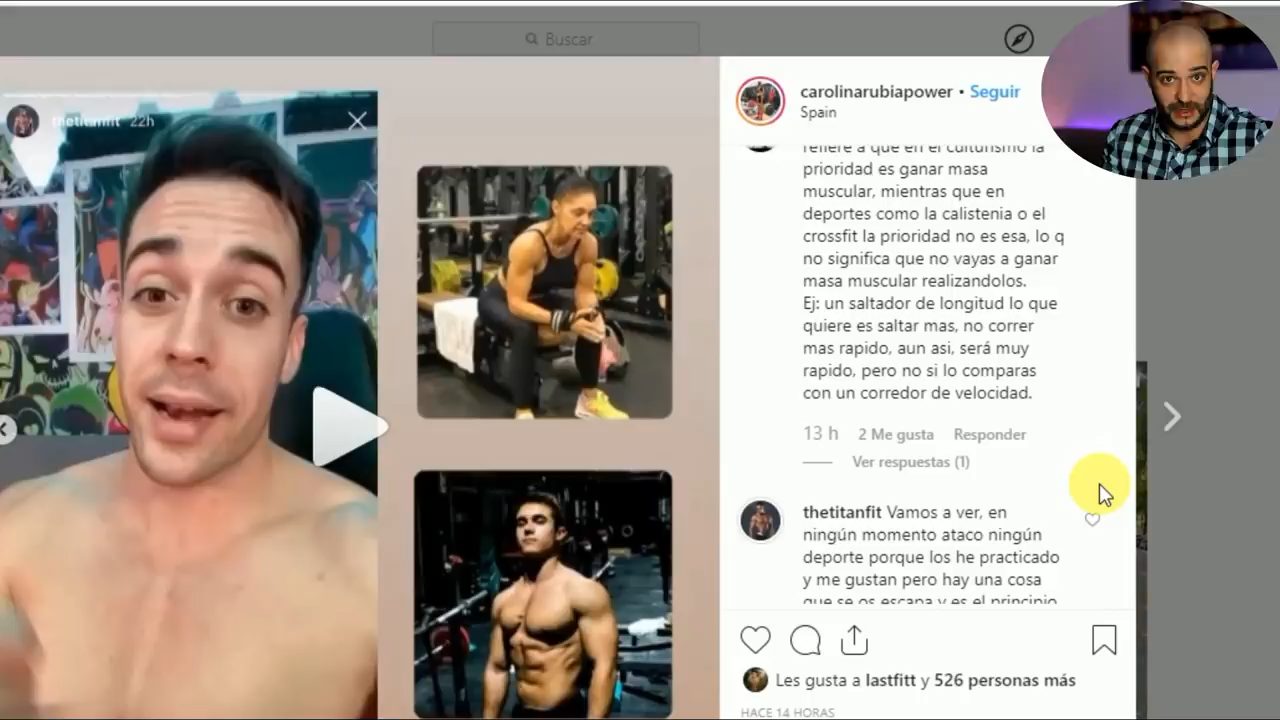 Buscar
thetitanfit 22h
carolinarubiapower • Seguir
Spain
refiere a que en el culturismo la
prioridad es ganar masa
muscular, mientras que en
deportes como la calistenia o el
crossfit la prioridad no es esa, lo q
no significa que no vayas a ganar
masa muscular realizandolos.
Ej: un saltador de longitud lo que
quiere es saltar mas, no correr
mas rapido, aun asi, será muy
rapido, pero no si lo comparas
con un corredor de velocidad.
13 h 2 Me gusta Responder
Ver respuestas (1)
thetitanfit Vamos a ver, en
ningún momento ataco ningún
deporte porque los he practicado
y me gustan pero hay una cosa
que se os escapa y es el principio
Les gusta a lastfitt y 526 personas más
HACE 14 HORAS